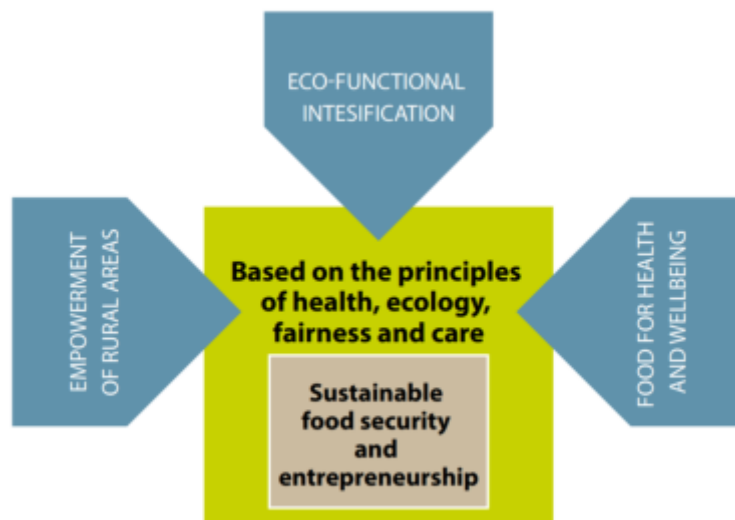 ECO-FUNCTIONAL
INTESIFICATION
EMPOWERMENT
OF RURAL AREAS
Based on the principles
of health, ecology,
fairness and care
Sustainable
food security
and
entrepreneurship
FOOD FOR HEALTH
AND WELLBEING